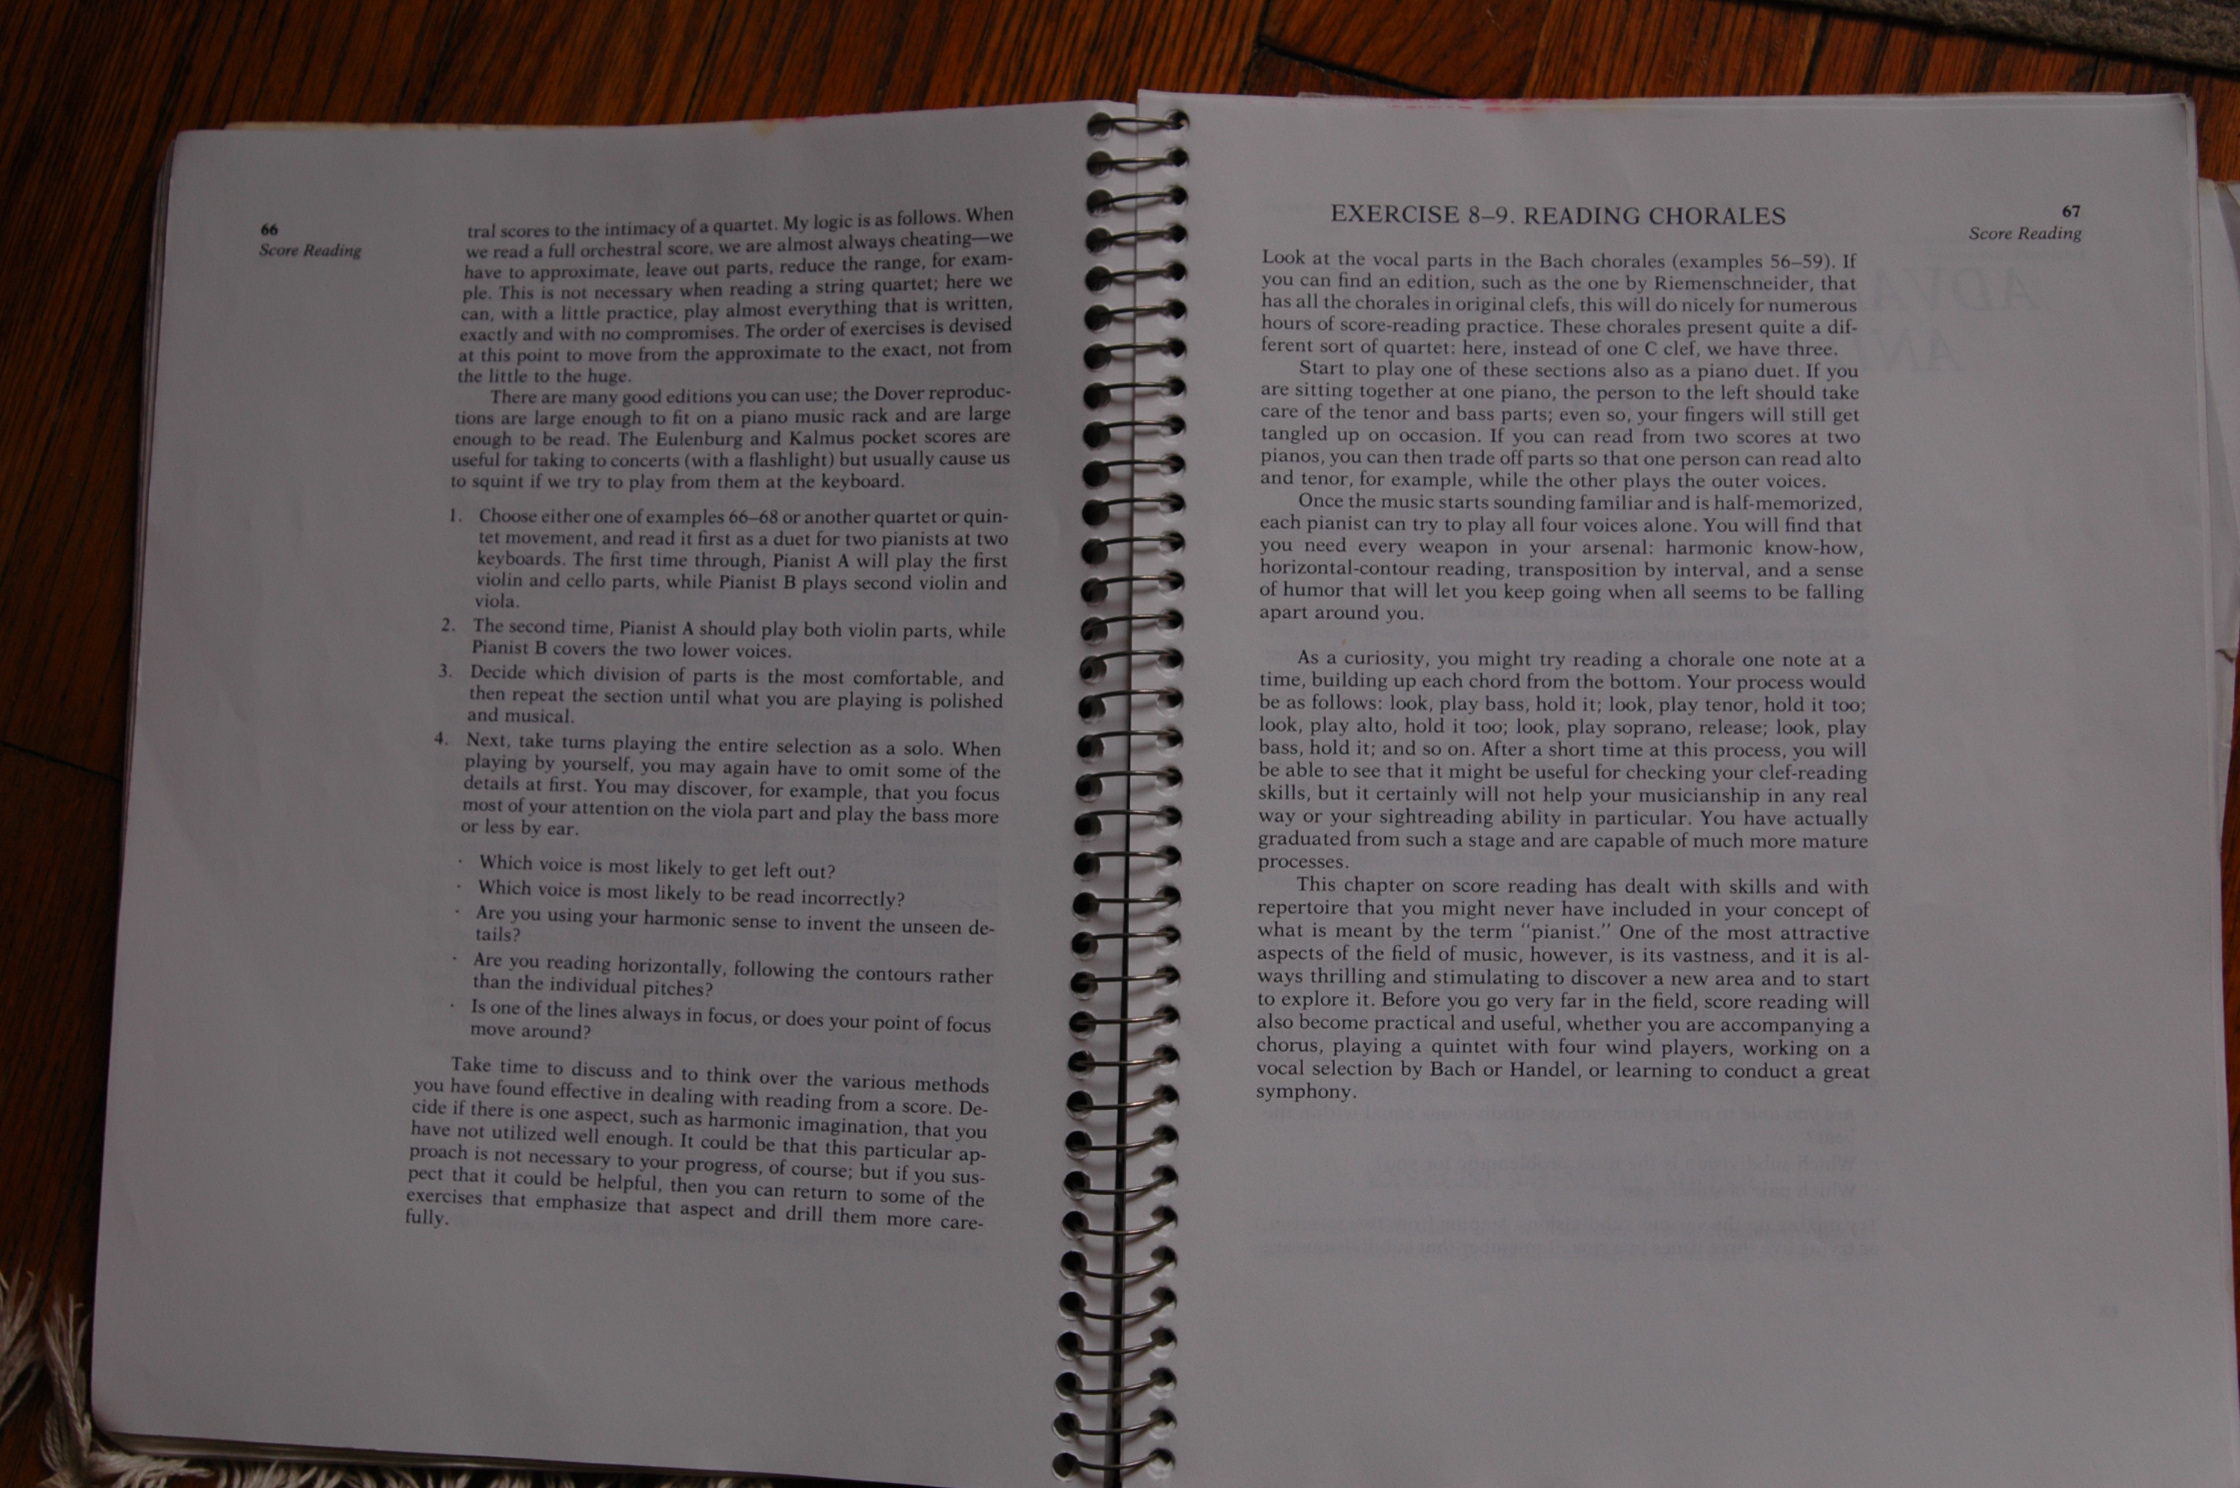 66
Score Reading
tral scores to the intimacy of a quartet. My logic is as follows. When
we read a full orchestral score, we are almost always cheating—we
have to approximate, leave out parts, reduce the range, for exam-
ple. This is not necessary when reading a string quartet; here we
can, with a little practice, play almost everything that is written,
exactly and with no compromises. The order of exercises is devised
at this point to move from the approximate to the exact, not from
the little to the huge.
There are many good editions you can use; the Dover reproduc-
tions are large enough to fit on a piano music rack and are large
enough to be read. The Eulenburg and Kalmus pocket scores are
useful for taking to concerts (with a flashlight) but usually cause us
to squint if we try to play from them at the keyboard.
1. Choose either one of examples 66–68 or another quartet or quin-
tet movement, and read it first as a duet for two pianists at two
keyboards. The first time through, Pianist A will play the first
violin and cello parts, while Pianist B plays second violin and
viola.
2. The second time, Pianist A should play both violin parts, while
Pianist B covers the two lower voices.
3. Decide which division of parts is the most comfortable, and
then repeat the section until what you are playing is polished
and musical.
4. Next, take turns playing the entire selection as a solo. When
playing by yourself, you may again have to omit some of the
details at first. You may discover, for example, that you focus
most of your attention on the viola part and play the bass more
or less by ear.
· Which voice is most likely to get left out?
· Which voice is most likely to be read incorrectly?
· Are you using your harmonic sense to invent the unseen de-
tails?
· Are you reading horizontally, following the contours rather
than the individual pitches?
· Is one of the lines always in focus, or does your point of focus
move around?
Take time to discuss and to think over the various methods
you have found effective in dealing with reading from a score. De-
cide if there is one aspect, such as harmonic imagination, that you
have not utilized well enough. It could be that this particular ap-
proach is not necessary to your progress, of course; but if you sus-
pect that it could be helpful, then you can return to some of the
exercises that emphasize that aspect and drill them more care-
fully.
67
Score Reading
EXERCISE 8–9. READING CHORALES
Look at the vocal parts in the Bach chorales (examples 56–59). If
you can find an edition, such as the one by Riemenschneider, that
has all the chorales in original clefs, this will do nicely for numerous
hours of score-reading practice. These chorales present quite a dif-
ferent sort of quartet: here, instead of one C clef, we have three.
Start to play one of these sections also as a piano duet. If you
are sitting together at one piano, the person to the left should take
care of the tenor and bass parts; even so, your fingers will still get
tangled up on occasion. If you can read from two scores at two
pianos, you can then trade off parts so that one person can read alto
and tenor, for example, while the other plays the outer voices.
Once the music starts sounding familiar and is half-memorized,
each pianist can try to play all four voices alone. You will find that
you need every weapon in your arsenal: harmonic know-how,
horizontal-contour reading, transposition by interval, and a sense
of humor that will let you keep going when all seems to be falling
apart around you.
As a curiosity, you might try reading a chorale one note at a
time, building up each chord from the bottom. Your process would
be as follows: look, play bass, hold it; look, play tenor, hold it too;
look, play alto, hold it too; look, play soprano, release; look, play
bass, hold it; and so on. After a short time at this process, you will
be able to see that it might be useful for checking your clef-reading
skills, but it certainly will not help your musicianship in any real
way or your sightreading ability in particular. You have actually
graduated from such a stage and are capable of much more mature
processes.
This chapter on score reading has dealt with skills and with
repertoire that you might never have included in your concept of
what is meant by the term "pianist." One of the most attractive
aspects of the field of music, however, is its vastness, and it is al-
ways thrilling and stimulating to discover a new area and to start
to explore it. Before you go very far in the field, score reading will
also become practical and useful, whether you are accompanying a
chorus, playing a quintet with four wind players, working on a
vocal selection by Bach or Handel, or learning to conduct a great
symphony.